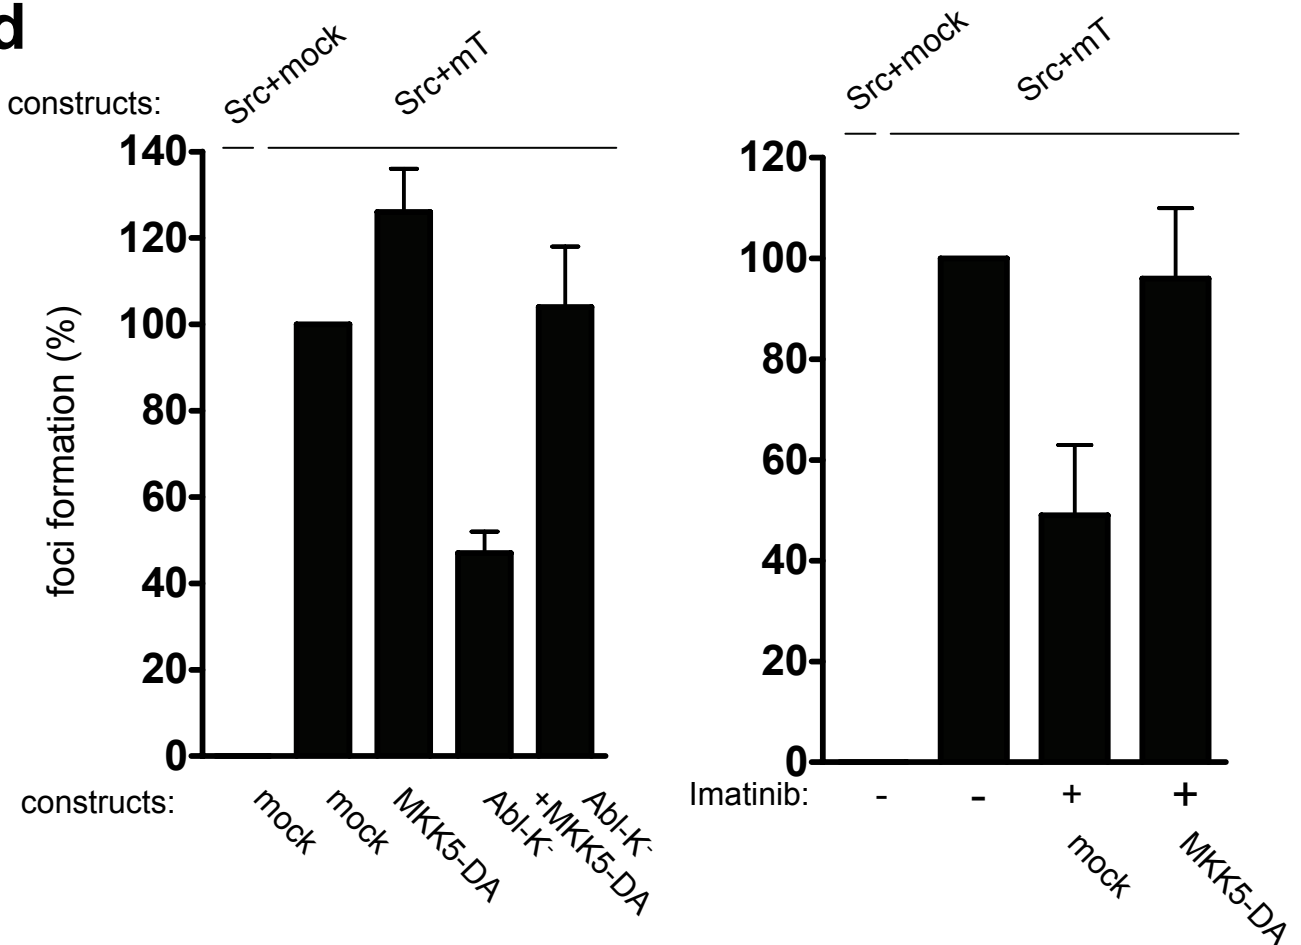 d
constructs:
Src+mock
Src+mT
140
120
100
80
60
40
20
0
foci formation (%)
constructs:
mock
mock
MKK5-DA
Abl-K-
Abl-K-
+MKK5-DA
Src+mock
Src+mT
120
100
80
60
40
20
0
Imatinib: - - + +
mock
MKK5-DA